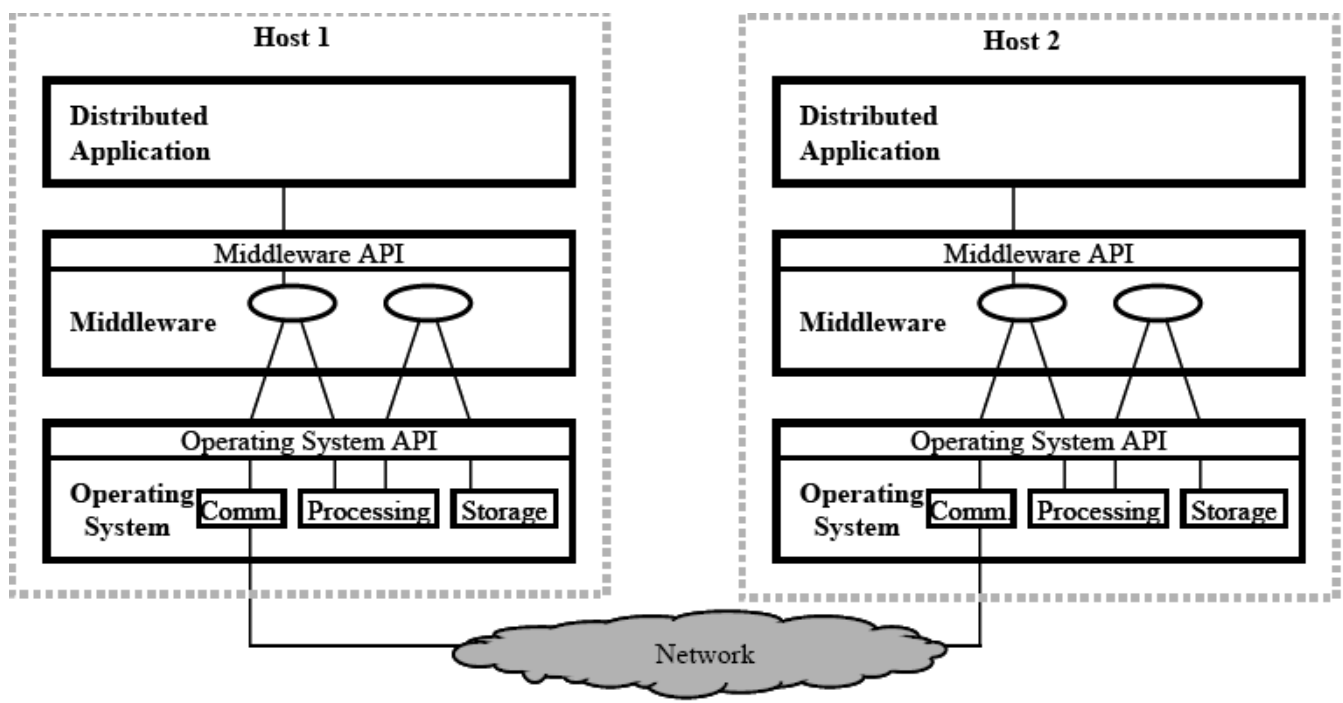 Host 1
Distributed
Application
Middleware API
Middleware
Operating System API
Operating
System
Comm.
Processing
Storage
Host 2
Distributed
Application
Middleware API
Middleware
Operating System API
Operating
System
Comm.
Processing
Storage
Network